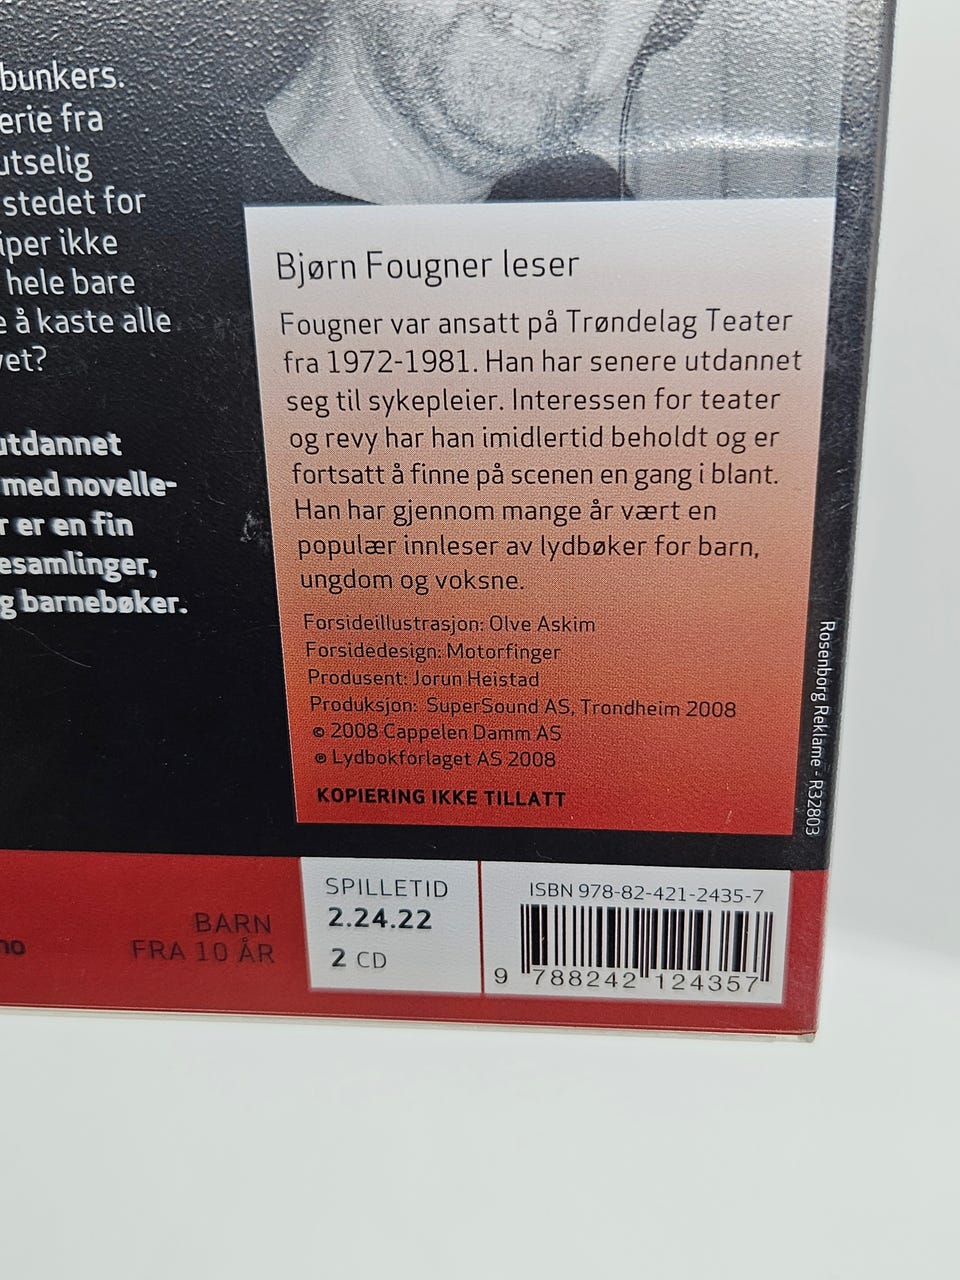 bunkers.
erie fra
utselig
stedet for
iper ikke
hele bare
e å kaste alle
vet?
utdannet
med novelle-
r er en fin
esamlinger,
g barnebøker.
Bjørn Fougner leser
Fougner var ansatt på Trøndelag Teater
fra 1972-1981. Han har senere utdannet
seg til sykepleier. Interessen for teater
og revy har han imidlertid beholdt og er
fortsatt å finne på scenen en gang i blant.
Han har gjennom mange år vært en
populær innleser av lydbøker for barn,
ungdom og voksne.
Forsideillustrasjon: Olve Askim
Forsidedesign: Motorfinger
Produsent: Jorun Heistad
Produksjon: SuperSound AS, Trondheim 2008
© 2008 Cappelen Damm AS
℗ Lydbokforlaget AS 2008
KOPIERING IKKE TILLATT
Rosenborg Reklame - R32803
no
BARN
FRA 10 ÅR
SPILLETID
2.24.22
2 CD
ISBN 978-82-421-2435-7
9 788242 124357